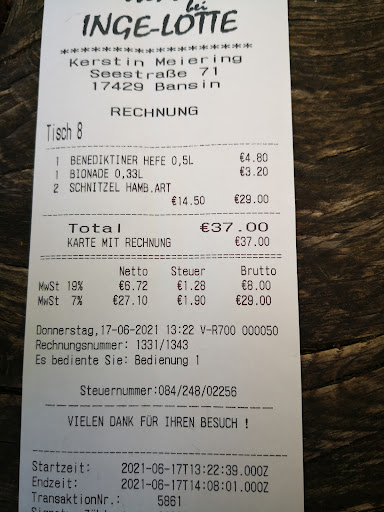 bei
INGE-LOTTE
********************
Kerstin Meiering
Seestraße 71
17429 Bansin
RECHNUNG
Tisch 8
1 BENEDIKTINER HEFE 0,5L €4.80
1 BIONADE 0,33L €3.20
2 SCHNITZEL HAMB.ART
€14.50 €29.00
Total €37.00
KARTE MIT RECHNUNG €37.00
Netto Steuer Brutto
MwSt 19% €6.72 €1.28 €8.00
MwSt 7% €27.10 €1.90 €29.00
Donnerstag,17-06-2021 13:22 V-R700 000050
Rechnungsnummer: 1331/1343
Es bediente Sie: Bedienung 1
Steuernummer:084/248/02256
VIELEN DANK FÜR IHREN BESUCH !
Startzeit: 2021-06-17T13:22:39.000Z
Endzeit: 2021-06-17T14:08:01.000Z
TransaktionNr.: 5861